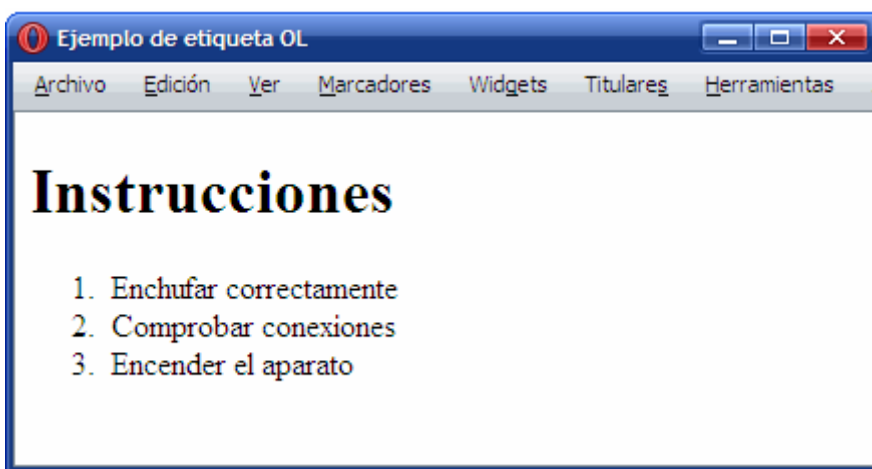 Ejemplo de etiqueta OL
Archivo Edición Ver Marcadores Widgets Titulares Herramientas
Instrucciones
1. Enchufar correctamente
2. Comprobar conexiones
3. Encender el aparato